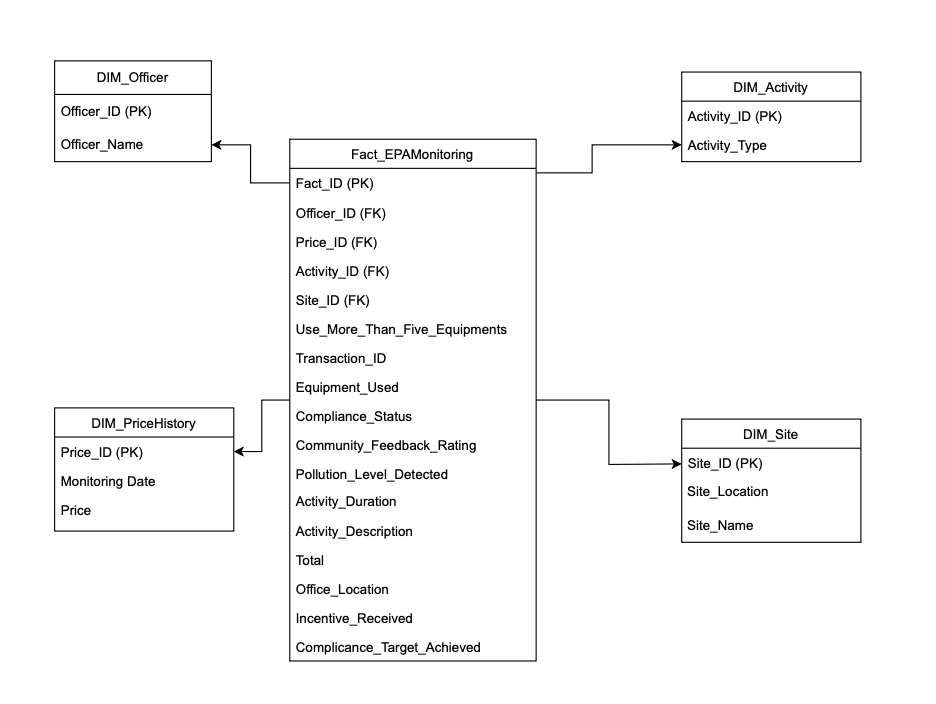 DIM_Officer
Officer_ID (PK)
Officer_Name
DIM_Activity
Activity_ID (PK)
Activity_Type
Fact_EPAMonitoring
Fact_ID (PK)
Officer_ID (FK)
Price_ID (FK)
Activity_ID (FK)
Site_ID (FK)
Use_More_Than_Five_Equipments
Transaction_ID
Equipment_Used
Compliance_Status
Community_Feedback_Rating
Pollution_Level_Detected
Activity_Duration
Activity_Description
Total
Office_Location
Incentive_Received
Complicance_Target_Achieved
DIM_PriceHistory
Price_ID (PK)
Monitoring Date
Price
DIM_Site
Site_ID (PK)
Site_Location
Site_Name